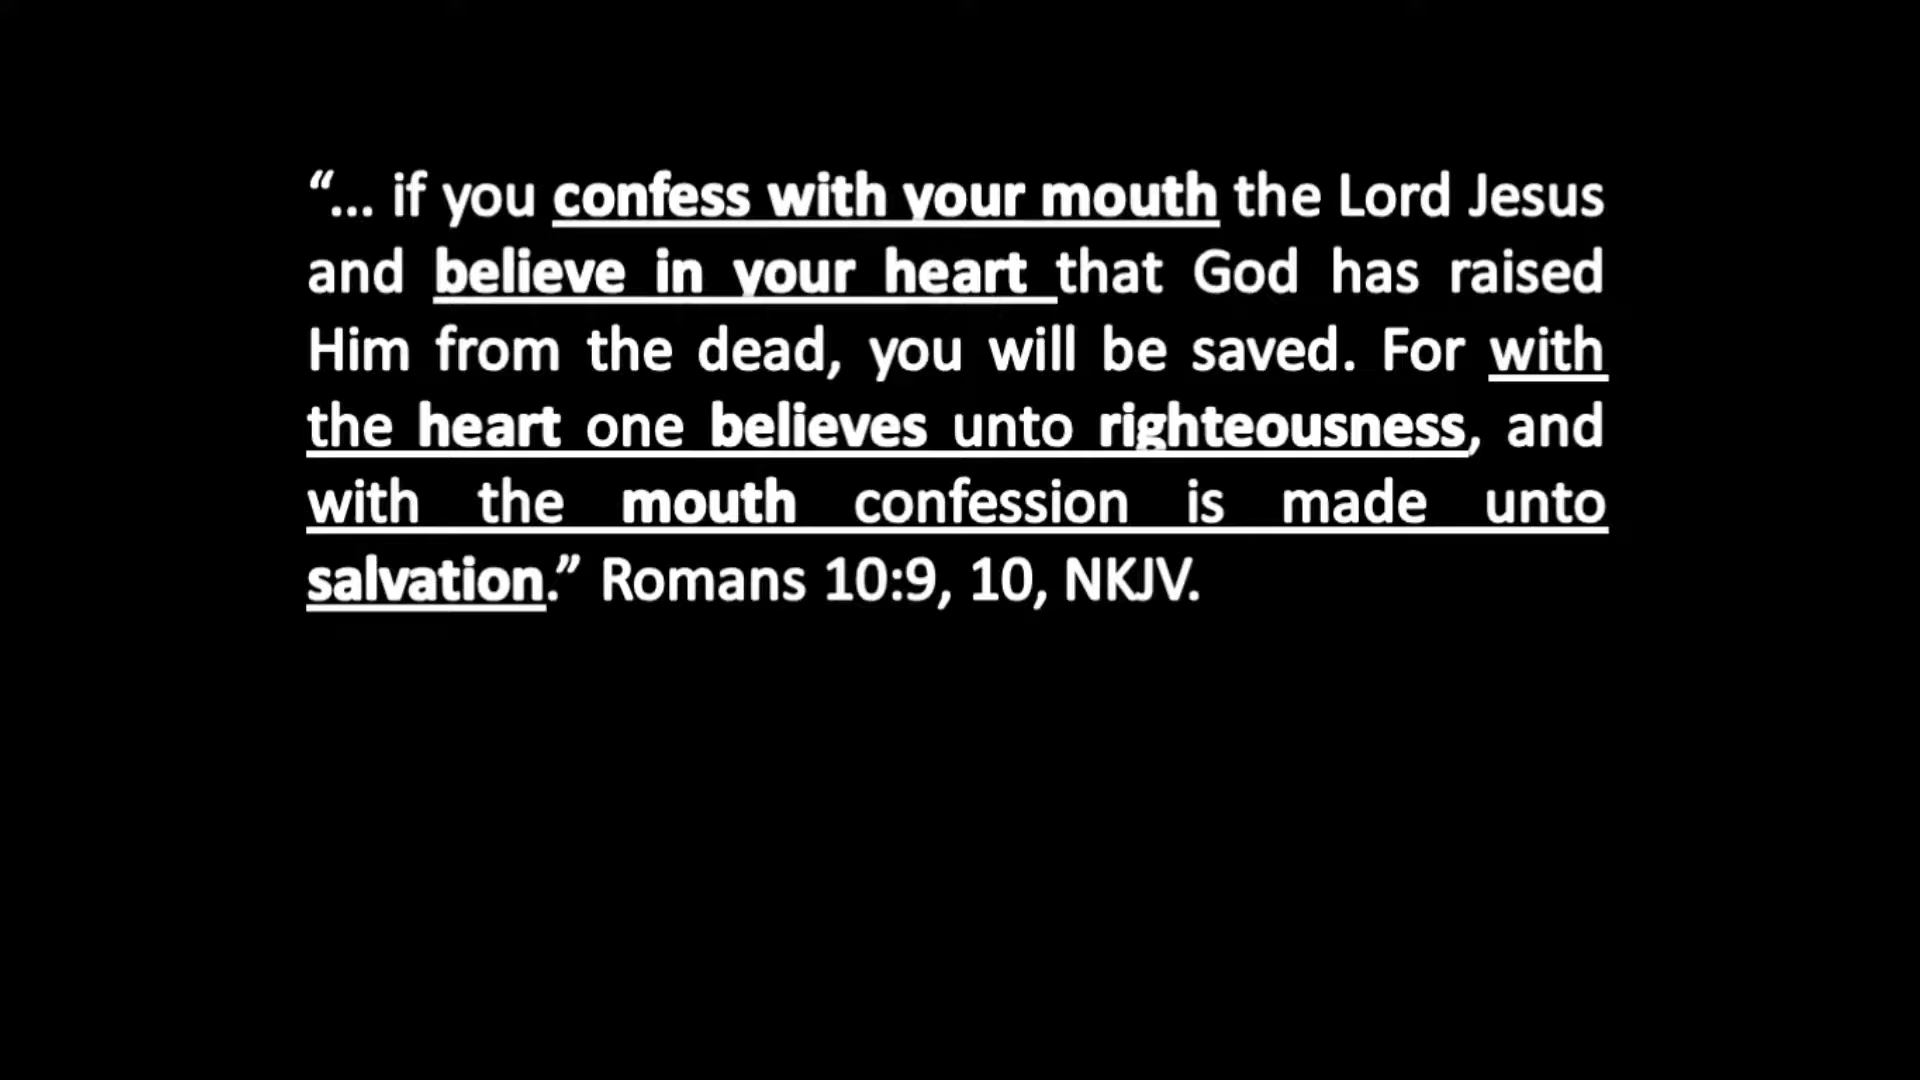 “... if you confess with your mouth the Lord Jesus
and believe in your heart that God has raised
Him from the dead, you will be saved. For with
the heart one believes unto righteousness, and
with the mouth confession is made unto
salvation.” Romans 10:9, 10, NKJV.